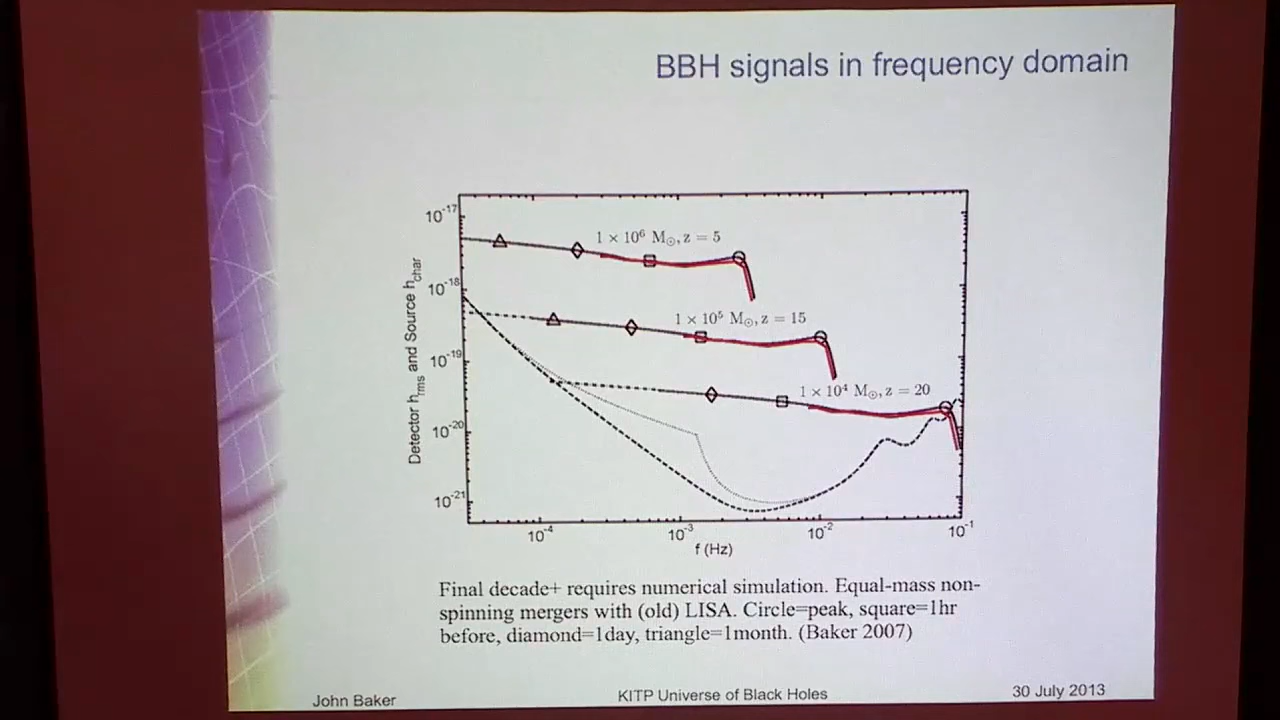 BBH signals in frequency domain
Detector h_rms and Source h_char
10^-17
10^-18
10^-19
10^-20
10^-21
1 × 10^6 M_⊙, z = 5
1 × 10^5 M_⊙, z = 15
1 × 10^4 M_⊙, z = 20
10^-4
10^-3
10^-2
10^-1
f (Hz)
Final decade+ requires numerical simulation. Equal-mass non-
spinning mergers with (old) LISA. Circle=peak, square=1hr
before, diamond=1day, triangle=1month. (Baker 2007)
John Baker
KITP Universe of Black Holes
30 July 2013